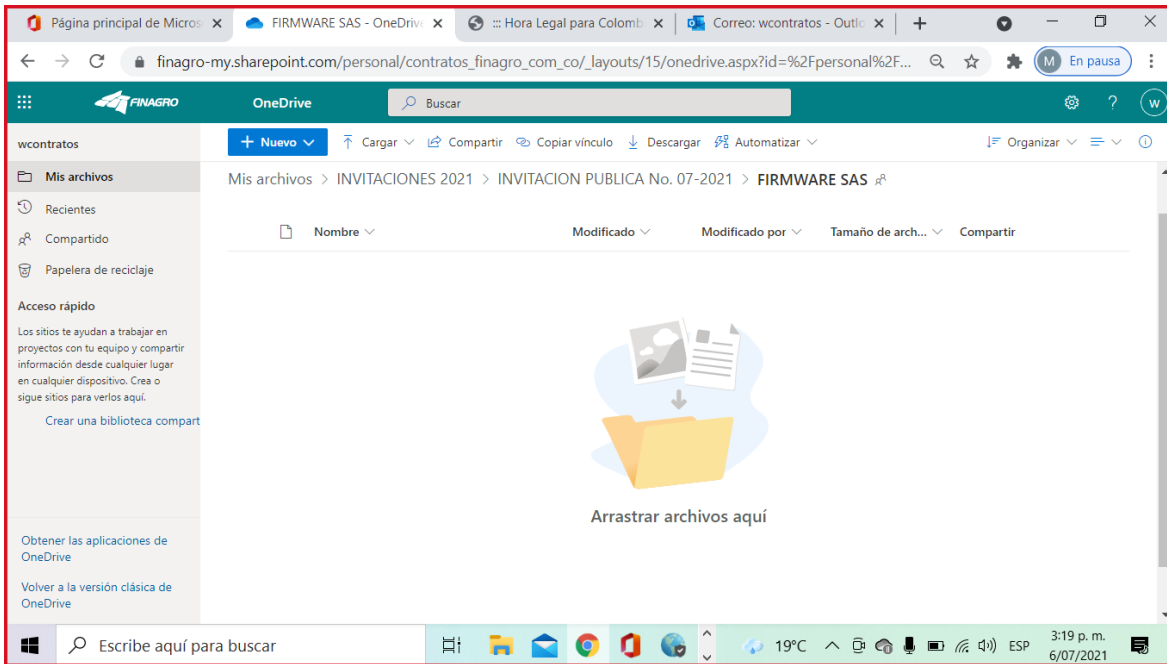 Página principal de Micros
FIRMWARE SAS - OneDrive
::: Hora Legal para Colomb
Correo: wcontratos - Outlo
finagro-my.sharepoint.com/personal/contratos_finagro_com_co/_layouts/15/onedrive.aspx?id=%2Fpersonal%2F...
M En pausa
FINAGRO
OneDrive
Buscar
? w
wcontratos
+ Nuevo
Cargar
Compartir
Copiar vínculo
Descargar
Automatizar
Organizar
Mis archivos
Recientes
Compartido
Papelera de reciclaje
Acceso rápido
Los sitios te ayudan a trabajar en
proyectos con tu equipo y compartir
información desde cualquier lugar
en cualquier dispositivo. Crea o
sigue sitios para verlos aquí.
Crear una biblioteca compart
Obtener las aplicaciones de
OneDrive
Volver a la versión clásica de
OneDrive
Mis archivos > INVITACIONES 2021 > INVITACION PUBLICA No. 07-2021 > FIRMWARE SAS
Nombre
Modificado
Modificado por
Tamaño de arch...
Compartir
Arrastrar archivos aquí
Escribe aquí para buscar
19°C
ESP
3:19 p. m.
6/07/2021